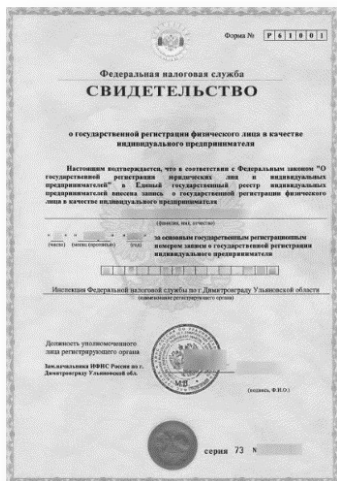 Форма № Р 6 1 0 0 1
Федеральная налоговая служба
СВИДЕТЕЛЬСТВО
о государственной регистрации физического лица в качестве
индивидуального предпринимателя
Настоящим подтверждается, что в соответствии с Федеральным законом "О
государственной регистрации юридических лиц и индивидуальных
предпринимателей" в Единый государственный реестр индивидуальных
предпринимателей внесена запись о государственной регистрации физического
лица в качестве индивидуального предпринимателя
(фамилия, имя, отчество)
" " " "
(число) (месяц (прописью)) (год)
за основным государственным регистрационным
номером записи о государственной регистрации
индивидуального предпринимателя
Инспекция Федеральной налоговой службы по г Димитровграду Ульяновской области
(наименование регистрирующего органа)
Должность уполномоченного
лица регистрирующего органа
Зам.начальника ИФНС России по г.
Димитровграду Ульяновской обл.
(подпись, Ф.И.О.)
М.П.
серия 73 N